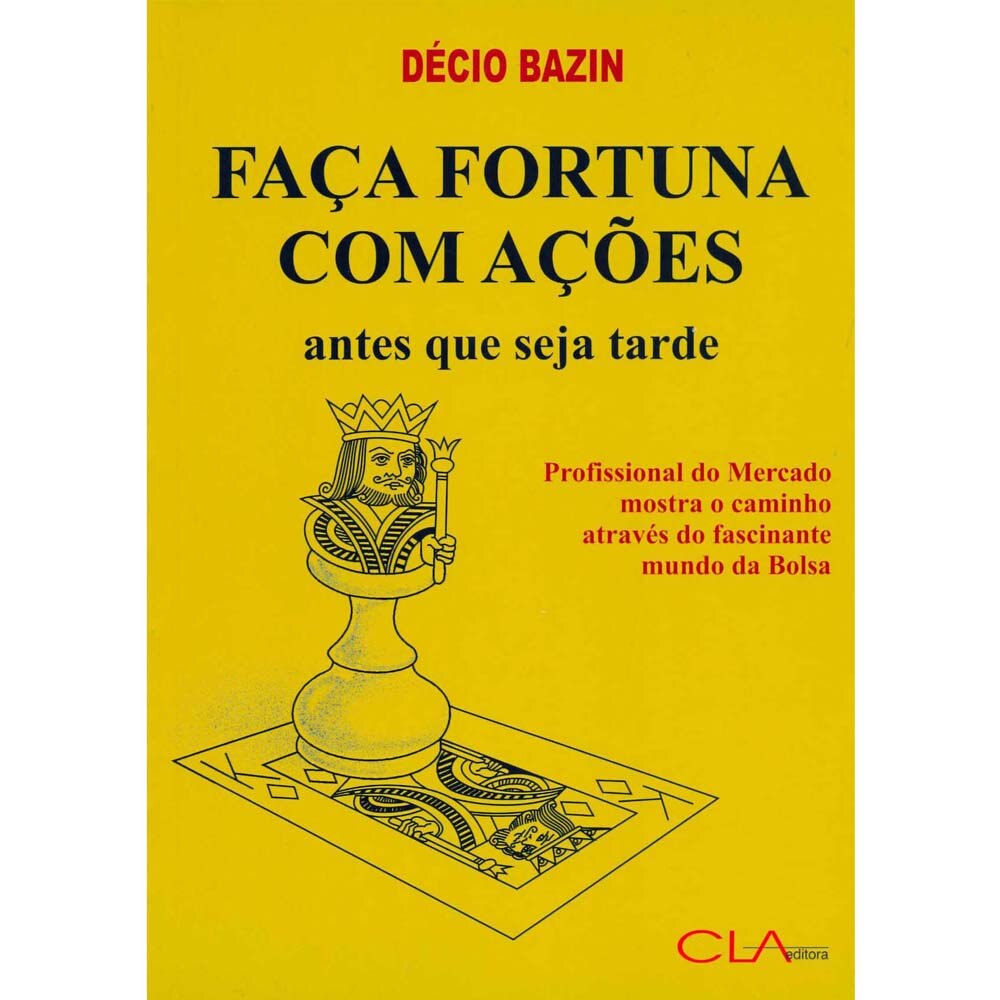 DÉCIO BAZIN
FAÇA FORTUNA
COM AÇÕES
antes que seja tarde
Profissional do Mercado
mostra o caminho
através do fascinante
mundo da Bolsa
K
K
CLA editora